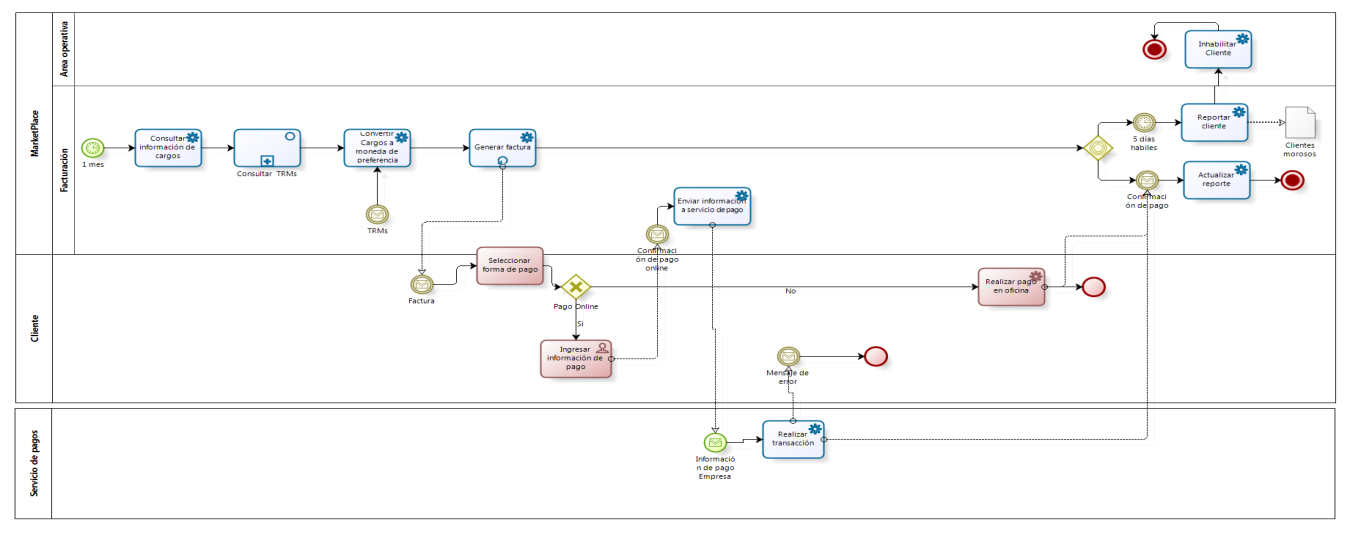 MarketPlace
Area operativa
Inhabilitar
Cliente
Facturación
1 mes
Consultar
información de
cargos
Consultar TRMs
Convertir
Cargos a
moneda de
preferencia
TRMs
Generar factura
Enviar información
a servicio de pago
Confirmaci
ón de pago
online
5 días
habiles
Reportar
cliente
Clientes
morosos
Confirmaci
ón de pago
Actualizar
reporte
Cliente
Factura
Seleccionar
forma de pago
Pago Online
No
Si
Ingresar
información de
pago
Realizar pago
en oficina
Mensaje de
error
Servicio de pagos
Informació
n de pago
Empresa
Realizar
transacción